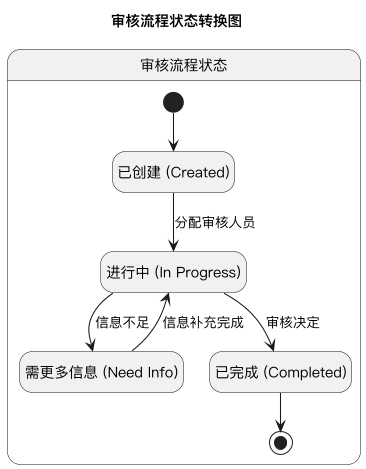 审核流程状态转换图
审核流程状态
已创建 (Created)
分配审核人员
进行中 (In Progress)
信息不足
信息补充完成
审核决定
需更多信息 (Need Info)
已完成 (Completed)